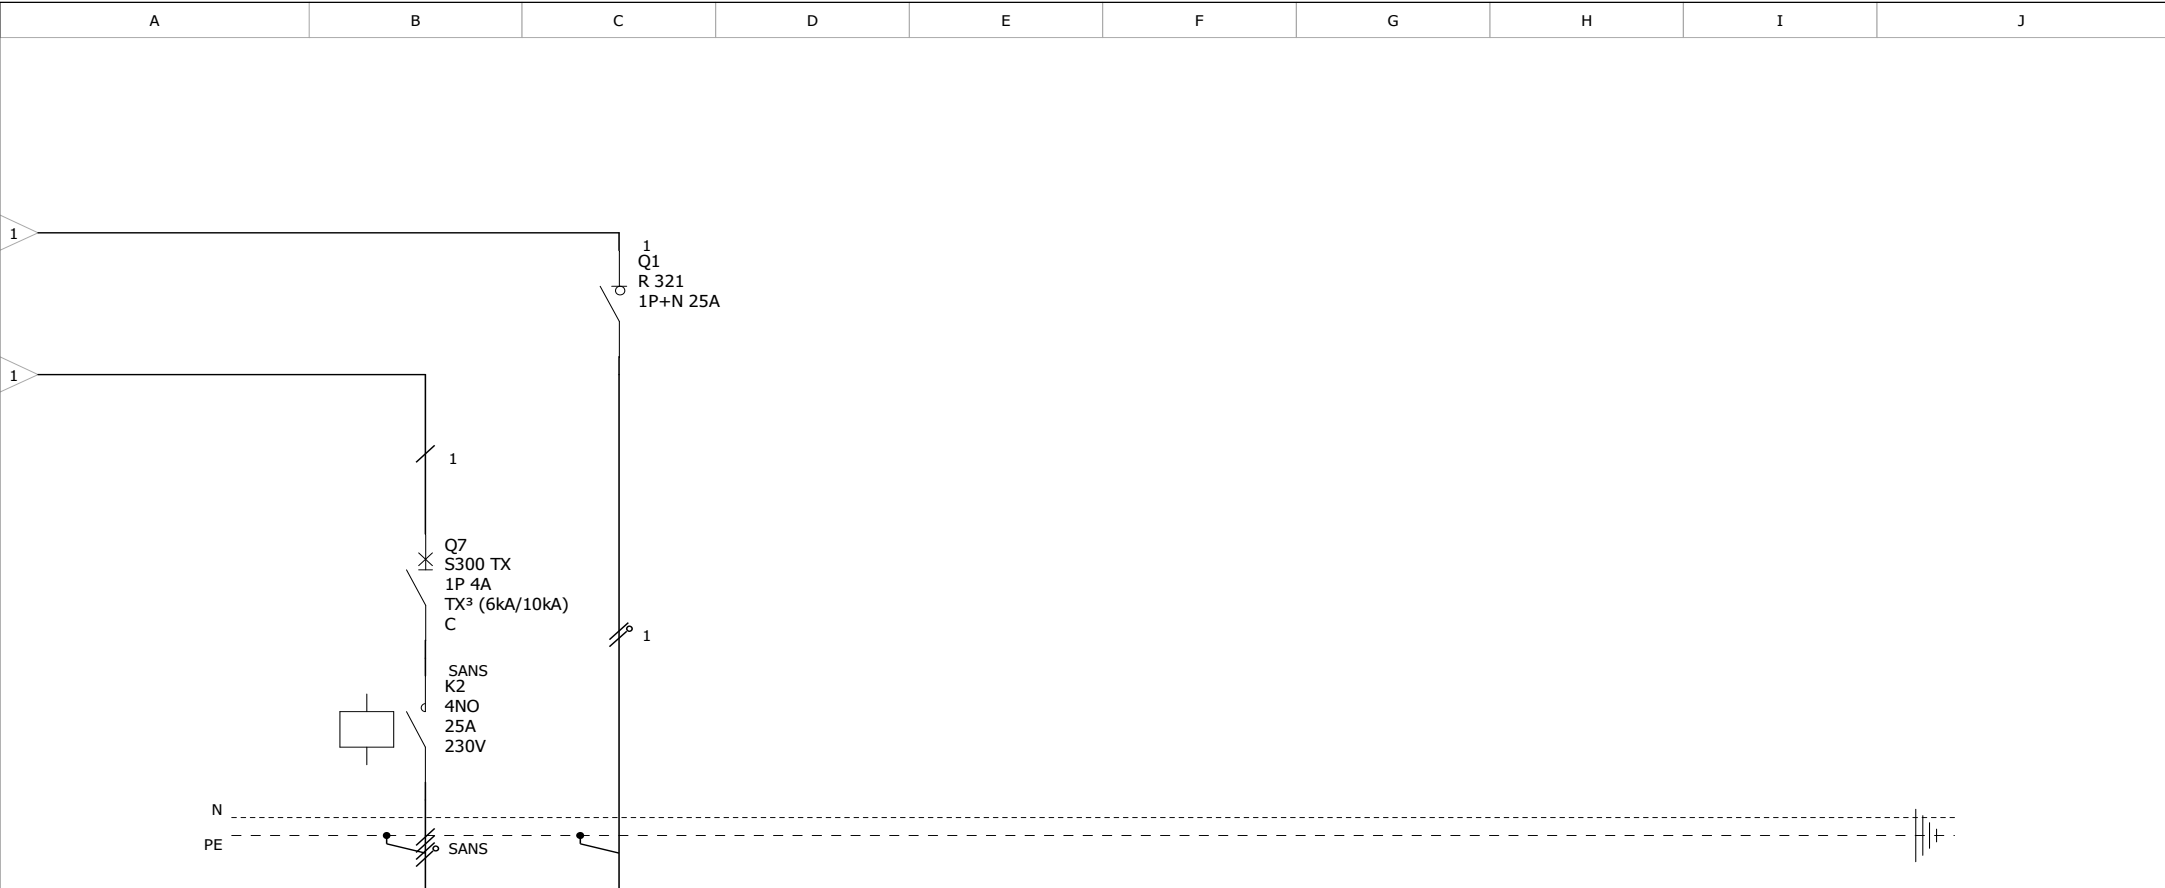 A B C D E F G H I J
1
1
Q1
R 321
1P+N 25A
1
1
Q7
S300 TX
1P 4A
TX³ (6kA/10kA)
C
1
SANS
K2
4NO
25A
230V
N
PE
SANS